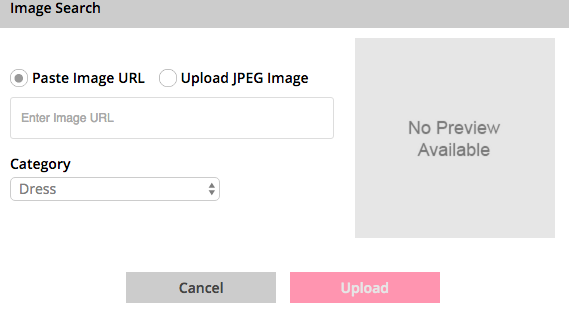 Image Search
Paste Image URL Upload JPEG Image
Enter Image URL
Category
Dress
No Preview
Available
Cancel Upload